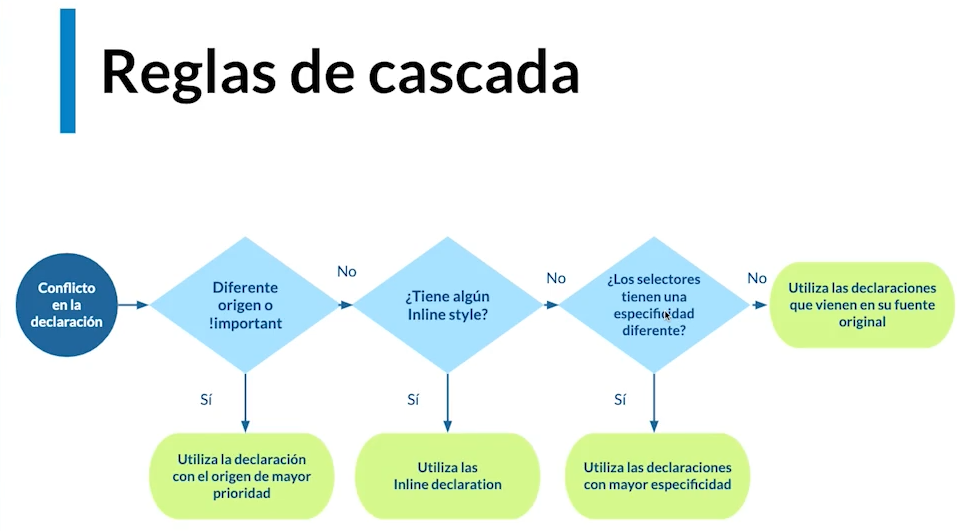 Reglas de cascada
Conflicto
en la
declaración
Diferente
origen o
!important
No
¿Tiene algún
Inline style?
No
¿Los selectores
tienen una
especificidad
diferente?
No
Utiliza las declaraciones
que vienen en su fuente
original
Sí
Sí
Sí
Utiliza la declaración
con el origen de mayor
prioridad
Utiliza las
Inline declaration
Utiliza las declaraciones
con mayor especificidad